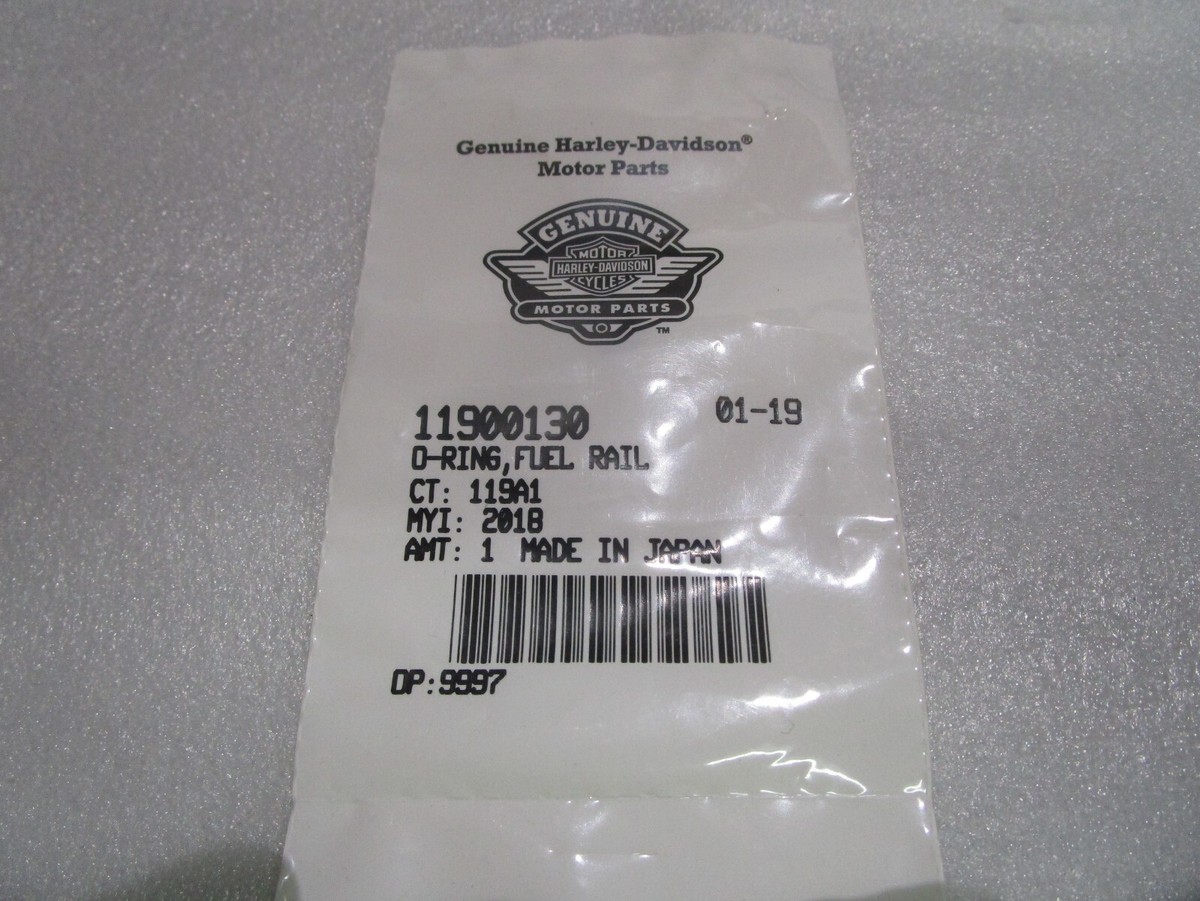 Genuine Harley-Davidson®
Motor Parts
GENUINE
MOTOR
HARLEY-DAVIDSON
CYCLES
MOTOR PARTS
TM
11900130
01-19
O-RING,FUEL RAIL
CT: 119A1
MYI: 2018
AMT: 1 MADE IN JAPAN
OP:9997